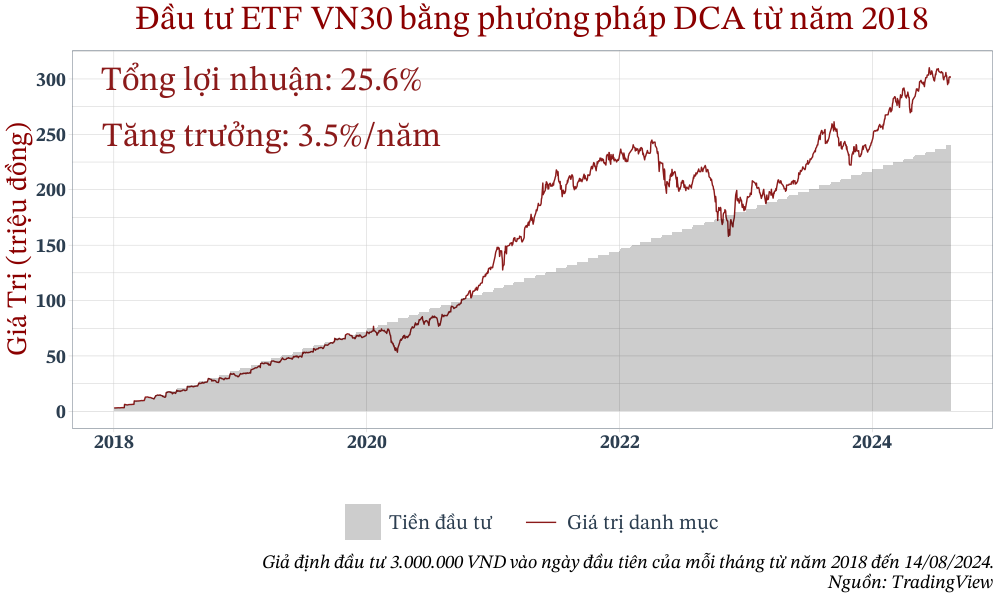 Đầu tư ETF VN30 bằng phương pháp DCA từ năm 2018
Tổng lợi nhuận: 25.6%
Tăng trưởng: 3.5%/năm
Giá Trị (triệu đồng)
300
250
200
150
100
50
0
2018 2020 2022 2024
Tiền đầu tư Giá trị danh mục
Giả định đầu tư 3.000.000 VND vào ngày đầu tiên của mỗi tháng từ năm 2018 đến 14/08/2024.
Nguồn: TradingView